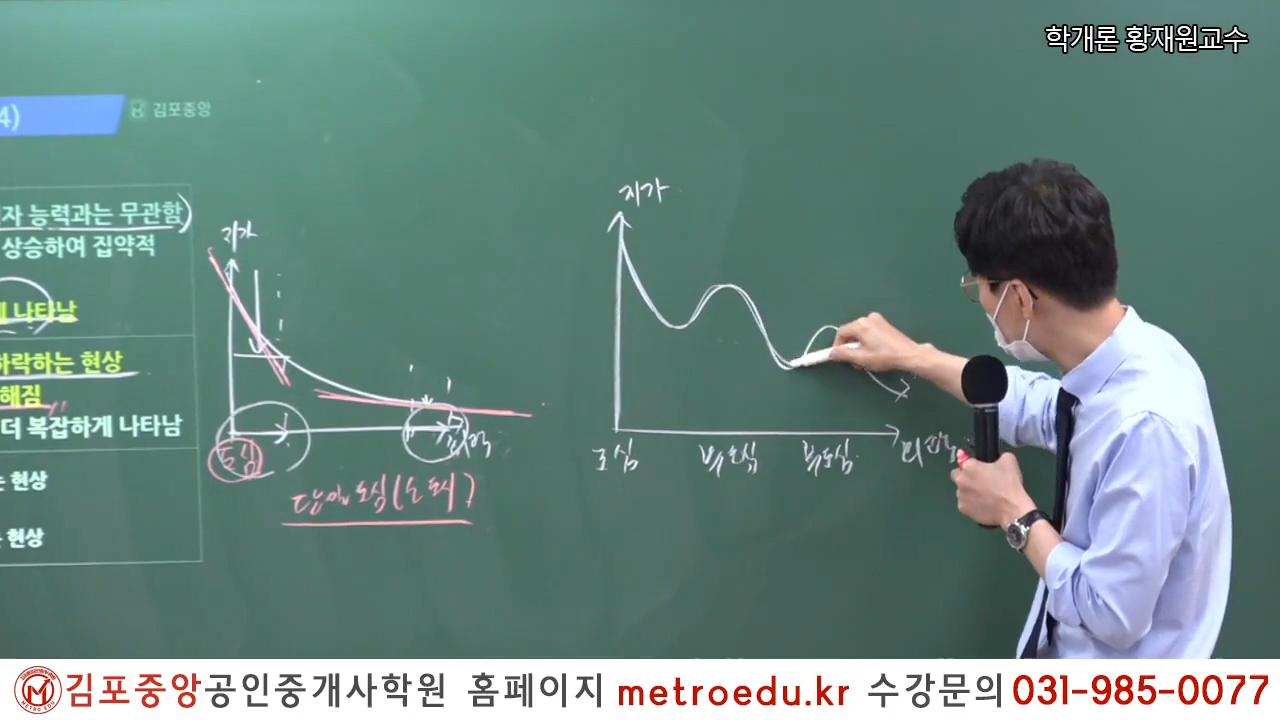 학개론 황재원교수
4)
김포중앙
자 능력과는 무관함)
상승하여 집약적
게 나타남
하락하는 현상
해짐
더 복잡하게 나타남
는 현상
현상
지가
도심
단일도심(소도시)
지가
도심 부도심 부도심
김포중앙공인중개사학원 홈페이지 metroedu.kr 수강문의 031-985-0077
METRO EDU